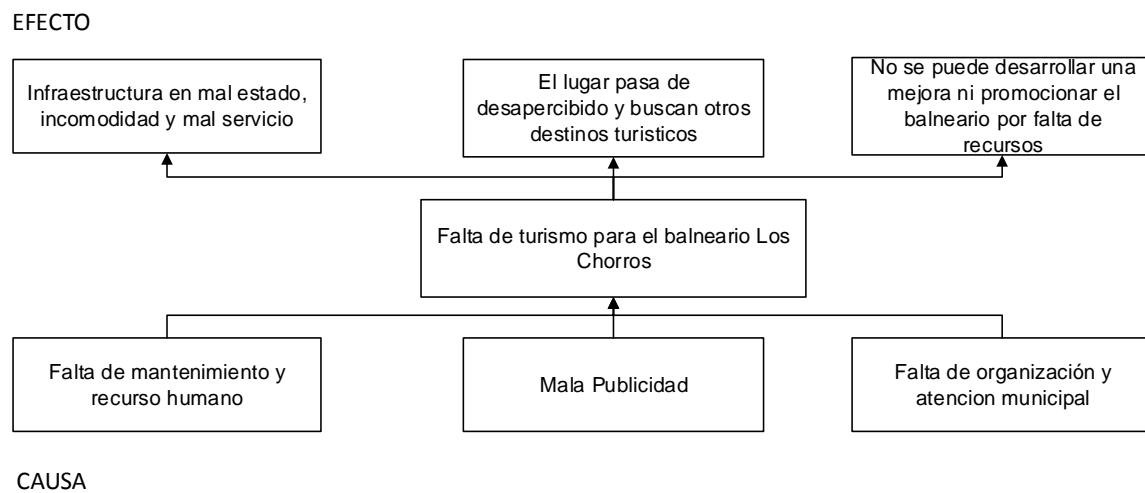 EFECTO
Infraestructura en mal estado,
incomodidad y mal servicio
El lugar pasa de
desapercibido y buscan otros
destinos turisticos
No se puede desarrollar una
mejora ni promocionar el
balneario por falta de
recursos
Falta de turismo para el balneario Los
Chorros
Falta de mantenimiento y
recurso humano
Mala Publicidad
Falta de organización y
atencion municipal
CAUSA